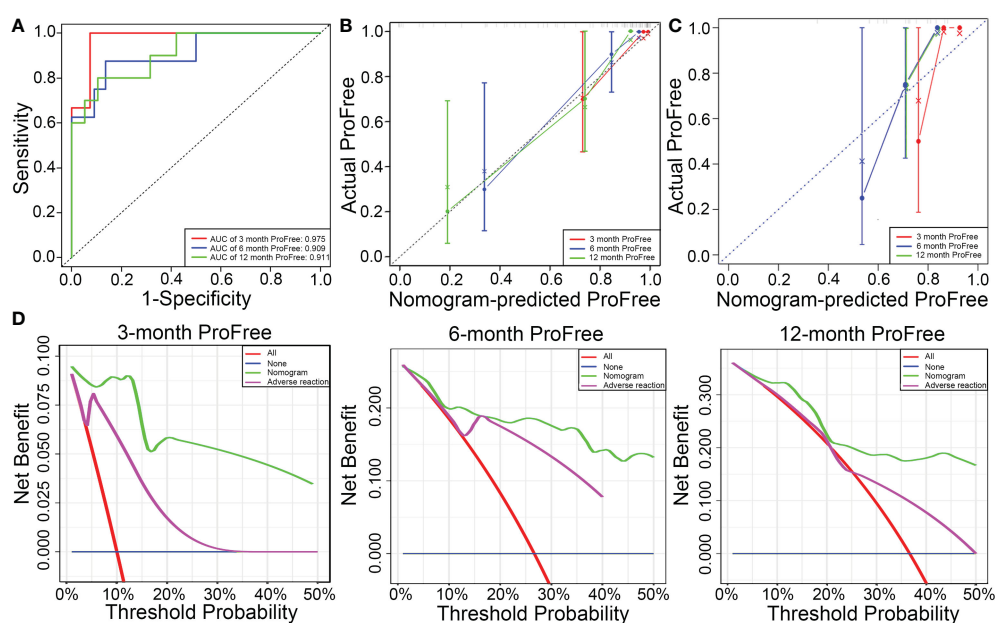 A
Sensitivity
1.0
0.8
0.6
0.4
0.2
0.0
0.0 0.2 0.4 0.6 0.8 1.0
1-Specificity
AUC of 3 month ProFree: 0.975
AUC of 6 month ProFree: 0.909
AUC of 12 month ProFree: 0.911
B
Actual ProFree
1.0
0.8
0.6
0.4
0.2
0.0
0.0 0.2 0.4 0.6 0.8 1.0
Nomogram-predicted ProFree
3 month ProFree
6 month ProFree
12 month ProFree
C
Actual ProFree
1.0
0.8
0.6
0.4
0.2
0.0
0.0 0.2 0.4 0.6 0.8 1.0
Nomogram-predicted ProFree
3 month ProFree
6 month ProFree
12 month ProFree
D
3-month ProFree
Net Benefit
0.100
0.075
0.050
0.025
0.000
0% 10% 20% 30% 40% 50%
Threshold Probability
All
None
Nomogram
Adverse reaction
6-month ProFree
Net Benefit
0.200
0.100
0.000
0% 10% 20% 30% 40% 50%
Threshold Probability
All
None
Nomogram
Adverse reaction
12-month ProFree
Net Benefit
0.300
0.200
0.100
0.000
0% 10% 20% 30% 40% 50%
Threshold Probability
All
None
Nomogram
Adverse reaction